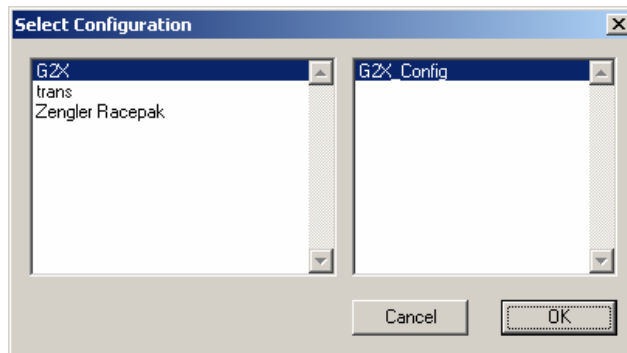 Select Configuration
G2X
trans
Zengler Racepak
G2X_Config
Cancel
OK